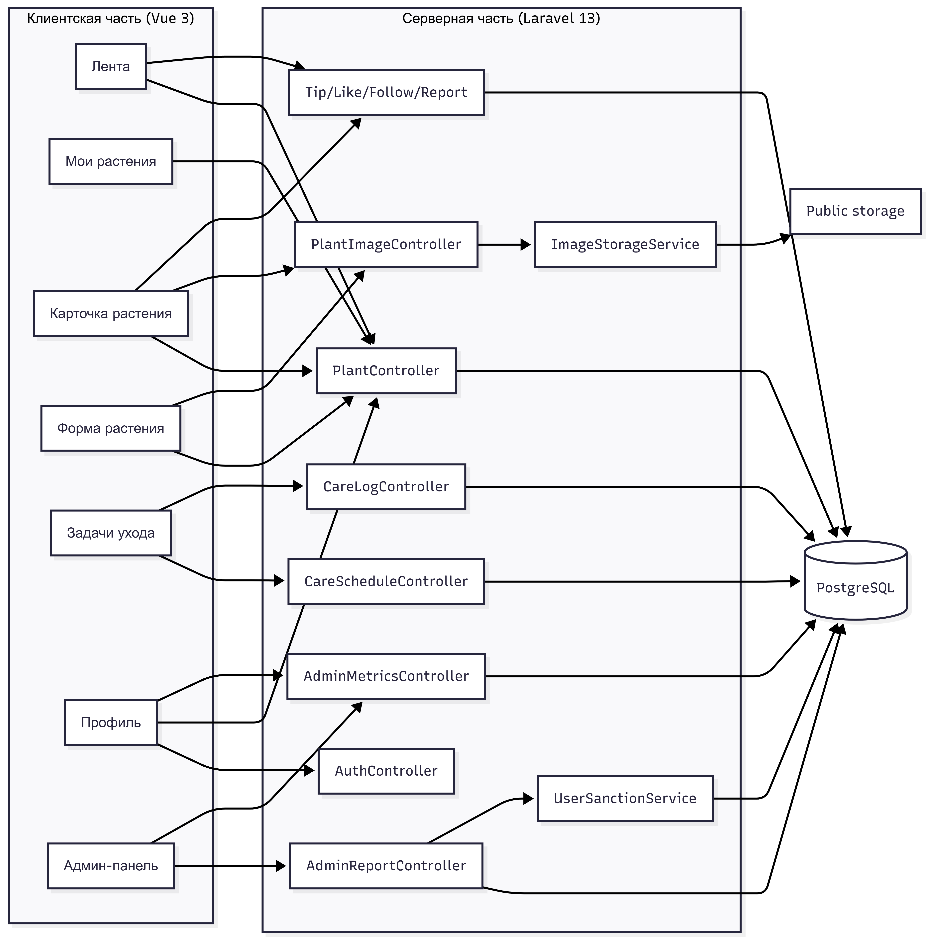 Клиентская часть (Vue 3)
Лента
Мои растения
Карточка растения
Форма растения
Задачи ухода
Профиль
Админ-панель
Серверная часть (Laravel 13)
Tip/Like/Follow/Report
PlantImageController
ImageStorageService
PlantController
CareLogController
CareScheduleController
AdminMetricsController
AuthController
UserSanctionService
AdminReportController
Public storage
PostgreSQL